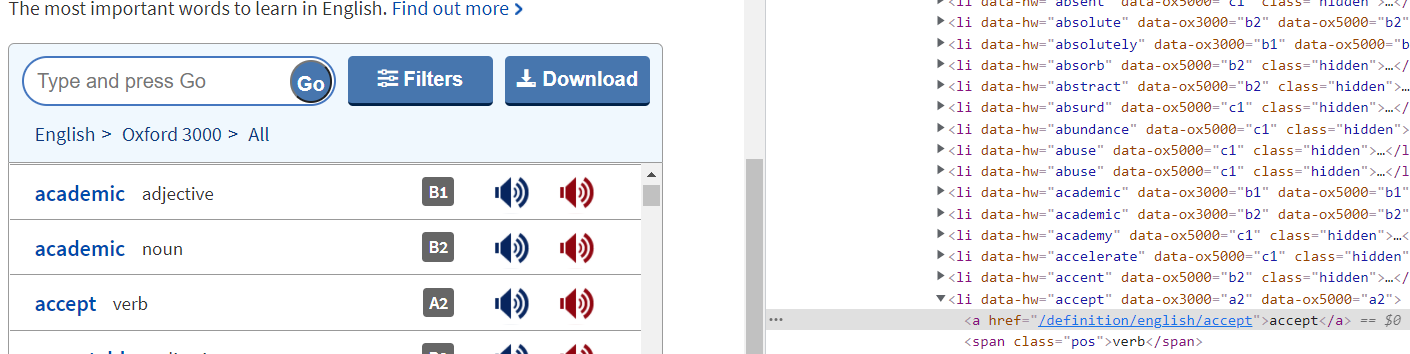 The most important words to learn in English. Find out more >
Type and press Go
Go
Filters
Download
English > Oxford 3000 > All
academic adjective B1
academic noun B2
accept verb A2
<li data-hw="absent" data-ox5000="c1" class="hidden">…</
<li data-hw="absolute" data-ox3000="b2" data-ox5000="b2"
<li data-hw="absolutely" data-ox3000="b1" data-ox5000="b
<li data-hw="absorb" data-ox5000="b2" class="hidden">…</
<li data-hw="abstract" data-ox5000="b2" class="hidden">…
<li data-hw="absurd" data-ox5000="c1" class="hidden">…</
<li data-hw="abundance" data-ox5000="c1" class="hidden">
<li data-hw="abuse" data-ox5000="c1" class="hidden">…</l
<li data-hw="abuse" data-ox5000="c1" class="hidden">…</l
<li data-hw="academic" data-ox3000="b1" data-ox5000="b1"
<li data-hw="academic" data-ox3000="b2" data-ox5000="b2"
<li data-hw="academy" data-ox5000="c1" class="hidden">…<
<li data-hw="accelerate" data-ox5000="c1" class="hidden"
<li data-hw="accent" data-ox5000="b2" class="hidden">…</
<li data-hw="accept" data-ox3000="a2" data-ox5000="a2">
<a href="/definition/english/accept">accept</a> == $0
<span class="pos">verb</span>